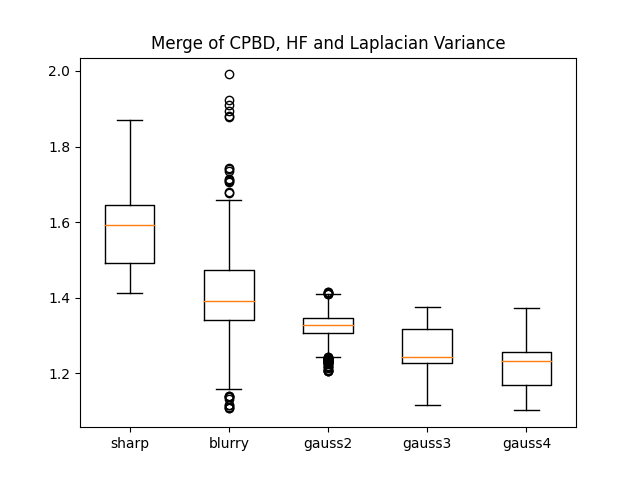 Merge of CPBD, HF and Laplacian Variance
2.0
1.8
1.6
1.4
1.2
sharp blurry gauss2 gauss3 gauss4